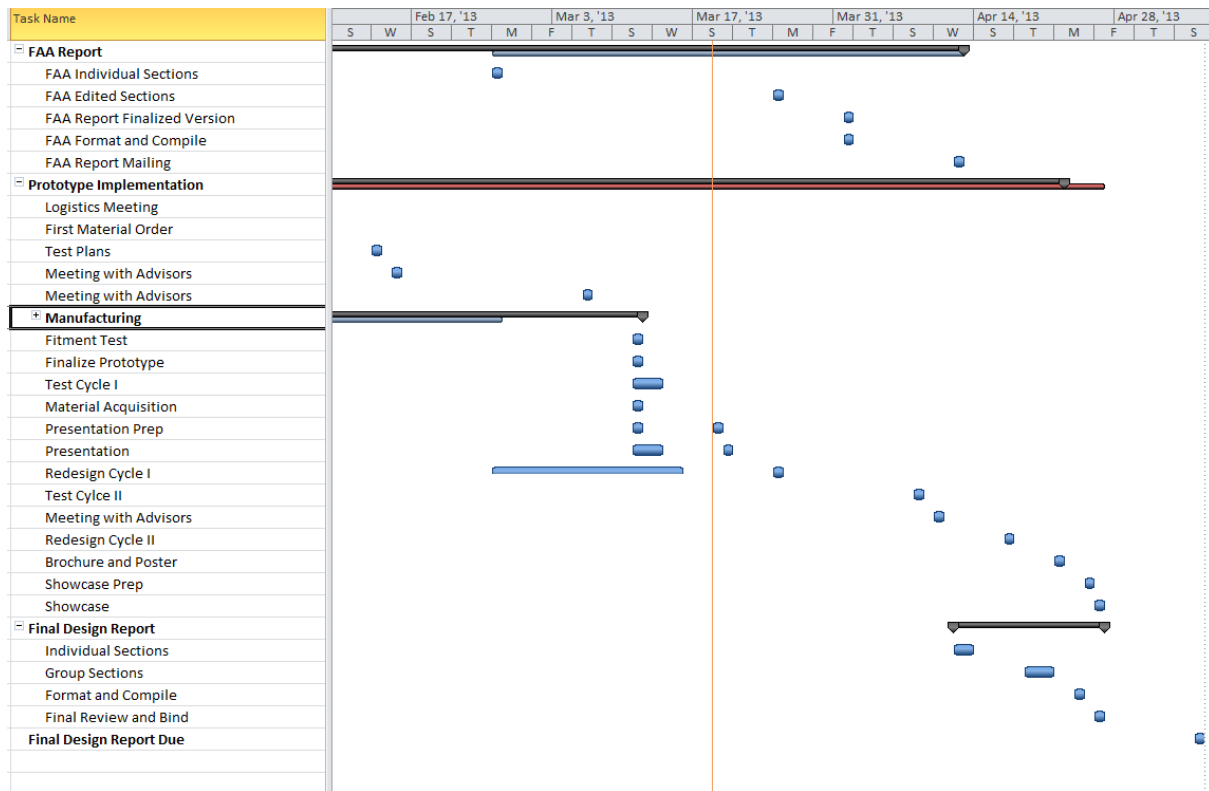 Task Name
Feb 17, '13 Mar 3, '13 Mar 17, '13 Mar 31, '13 Apr 14, '13 Apr 28, '13
S W S T M F T S W S T M F T S W S T M F T S
FAA Report
FAA Individual Sections
FAA Edited Sections
FAA Report Finalized Version
FAA Format and Compile
FAA Report Mailing
Prototype Implementation
Logistics Meeting
First Material Order
Test Plans
Meeting with Advisors
Meeting with Advisors
Manufacturing
Fitment Test
Finalize Prototype
Test Cycle I
Material Acquisition
Presentation Prep
Presentation
Redesign Cycle I
Test Cylce II
Meeting with Advisors
Redesign Cycle II
Brochure and Poster
Showcase Prep
Showcase
Final Design Report
Individual Sections
Group Sections
Format and Compile
Final Review and Bind
Final Design Report Due